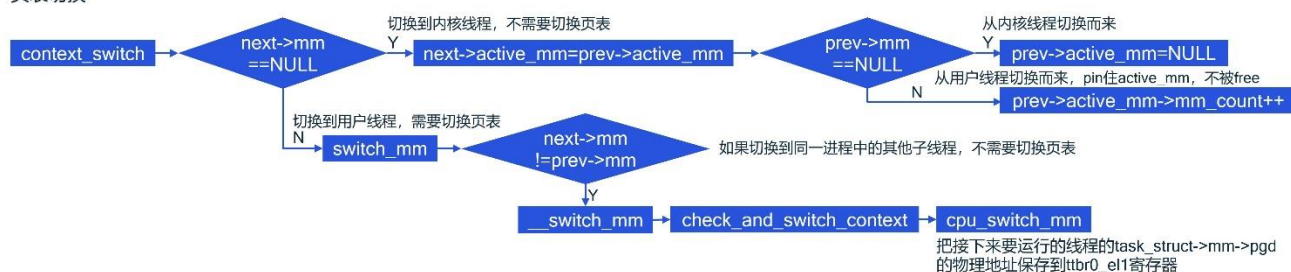 切换到内核线程，不需要切换页表
从内核线程切换而来
context_switch
next->mm
==NULL
Y
next->active_mm=prev->active_mm
prev->mm
==NULL
Y
prev->active_mm=NULL
从用户线程切换而来，pin住active_mm，不被free
N
prev->active_mm->mm_count++
切换到用户线程，需要切换页表
N
switch_mm
next->mm
!=prev->mm
如果切换到同一进程中的其他子线程，不需要切换页表
Y
__switch_mm
check_and_switch_context
cpu_switch_mm
把接下来要运行的线程的task_struct->mm->pgd
的物理地址保存到ttbr0_el1寄存器